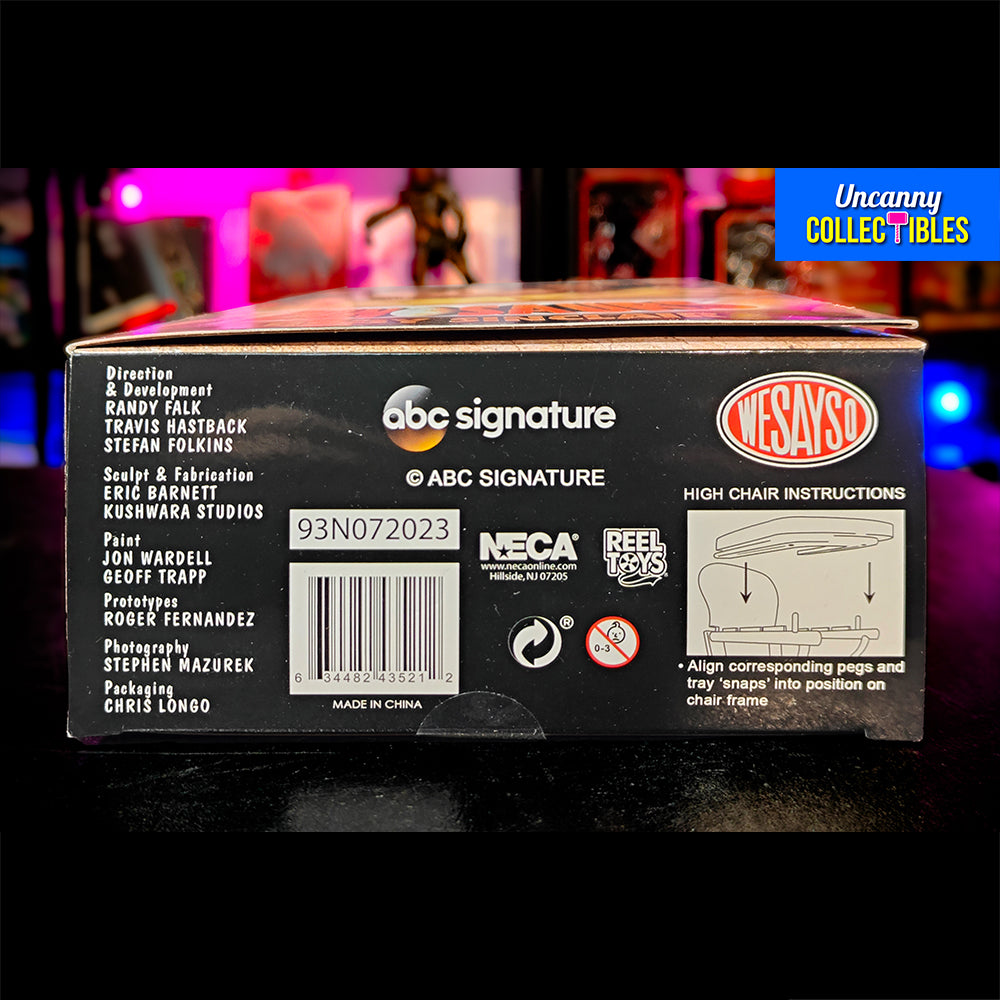 Uncanny
COLLECTIBLES
Direction
& Development
RANDY FALK
TRAVIS HASTBACK
STEFAN FOLKINS
Sculpt & Fabrication
ERIC BARNETT
KUSHWARA STUDIOS
Paint
JON WARDELL
GEOFF TRAPP
Prototypes
ROGER FERNANDEZ
Photography
STEPHEN MAZUREK
Packaging
CHRIS LONGO
abc signature
© ABC SIGNATURE
93N072023
6 34482 43521 2
MADE IN CHINA
NECA®
www.necaonline.com
Hillside, NJ 07205
REEL
TOYS
®
0-3
WESAYSO
HIGH CHAIR INSTRUCTIONS
• Align corresponding pegs and
tray 'snaps' into position on
chair frame